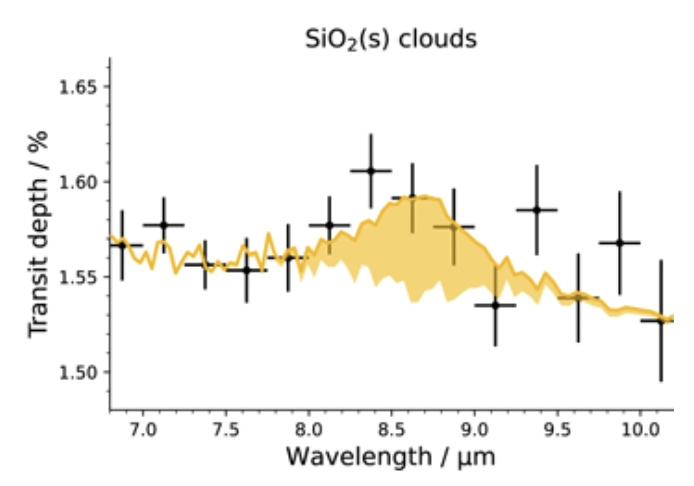 SiO₂(s) clouds
Transit depth / %
1.65
1.60
1.55
1.50
7.0 7.5 8.0 8.5 9.0 9.5 10.0
Wavelength / μm